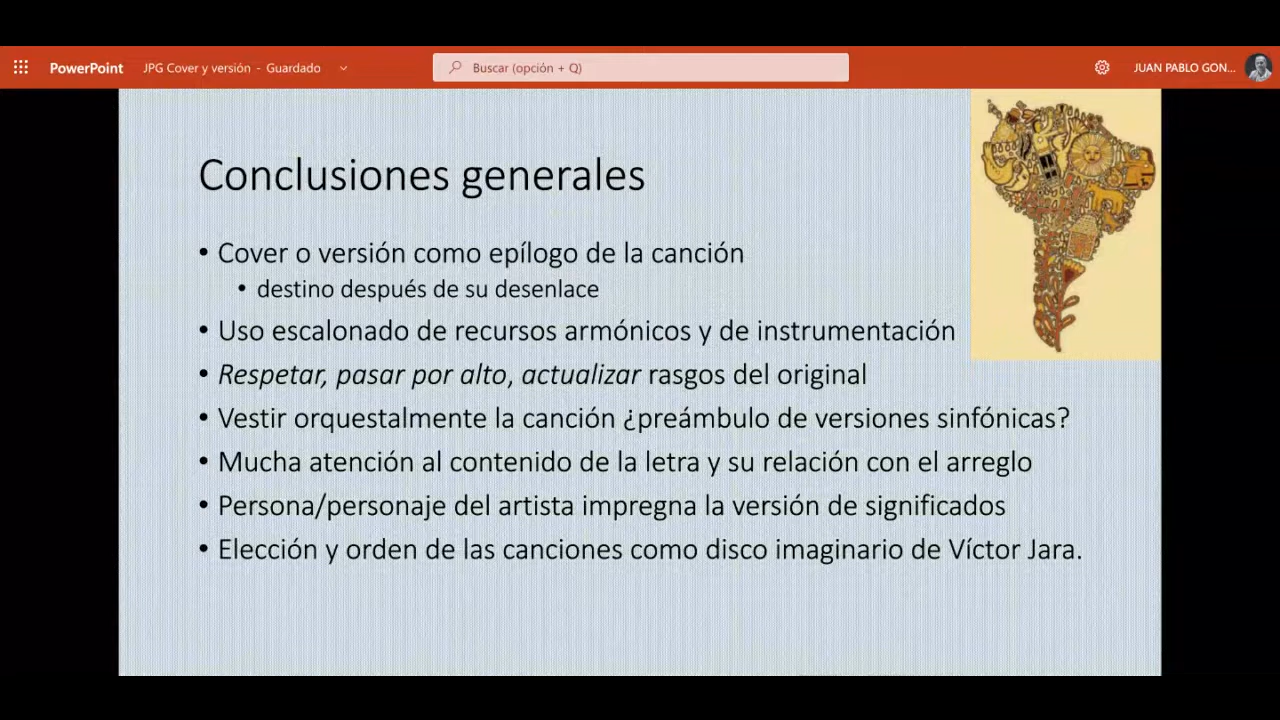 PowerPoint JPG Cover y versión - Guardado Buscar (opción + Q) JUAN PABLO GON...
Conclusiones generales
• Cover o versión como epílogo de la canción
• destino después de su desenlace
• Uso escalonado de recursos armónicos y de instrumentación
• Respetar, pasar por alto, actualizar rasgos del original
• Vestir orquestalmente la canción ¿preámbulo de versiones sinfónicas?
• Mucha atención al contenido de la letra y su relación con el arreglo
• Persona/personaje del artista impregna la versión de significados
• Elección y orden de las canciones como disco imaginario de Víctor Jara.